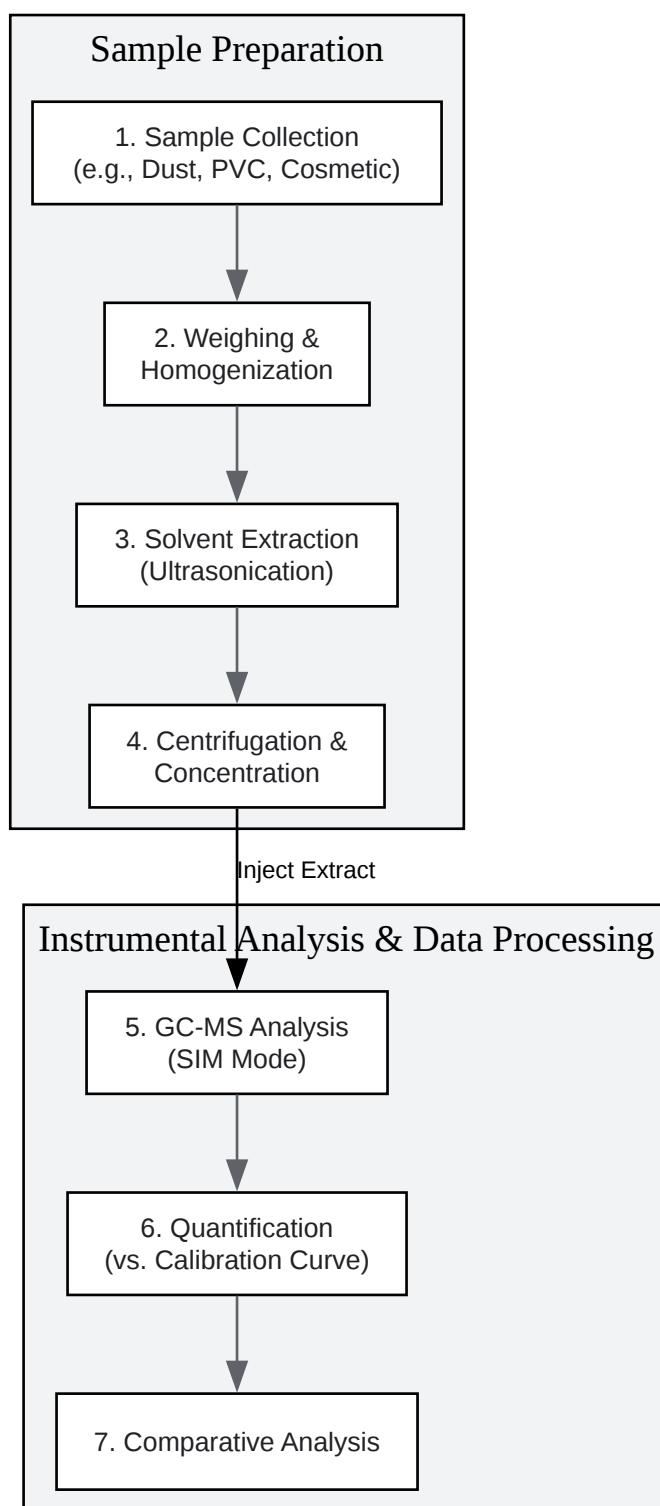 Sample Preparation
1. Sample Collection
(e.g., Dust, PVC, Cosmetic)
2. Weighing &
Homogenization
3. Solvent Extraction
(Ultrasonication)
4. Centrifugation &
Concentration
Inject Extract
Instrumental Analysis & Data Processing
5. GC-MS Analysis
(SIM Mode)
6. Quantification
(vs. Calibration Curve)
7. Comparative Analysis